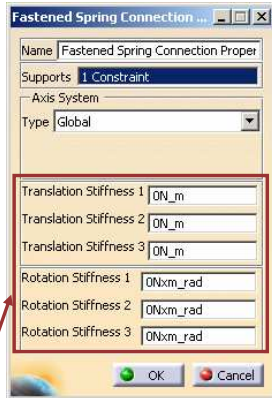 Fastened Spring Connection ...
Name Fastened Spring Connection Proper
Supports 1 Constraint
Axis System
Type Global
Translation Stiffness 1 0N_m
Translation Stiffness 2 0N_m
Translation Stiffness 3 0N_m
Rotation Stiffness 1 0Nxm_rad
Rotation Stiffness 2 0Nxm_rad
Rotation Stiffness 3 0Nxm_rad
OK Cancel